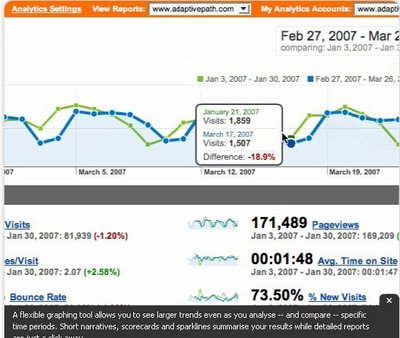 Analytics Settings View Reports: www.adaptivepath.com My Analytics Accounts: www.adapti
Feb 27, 2007 - Mar 2
comparing: Jan 3, 2007 - Jan 30
Jan 3, 2007 - Jan 30, 2007 Feb 27, 2007 - Mar 26,
January 21, 2007
Visits: 1,859
March 17, 2007
Visits: 1,507
Difference: -18.9%
March 5, 2007 March 12, 2007 March 19, 2007
Visits 171,489 Pageviews
Jan 30, 2007: 81,939 (-1.20%) Jan 3, 2007 - Jan 30, 2007: 169,209 (
es/Visit 00:01:48 Avg. Time on Site
Jan 30, 2007: 2.07 (+2.58%) Jan 3, 2007 - Jan 30, 2007: 00:01:47
Bounce Rate 73.50% % New Visits
A flexible graphing tool allows you to see larger trends even as you analyse -- and compare -- specific
time periods. Short narratives, scorecards and sparklines summarise your results while detailed reports
are just a click away